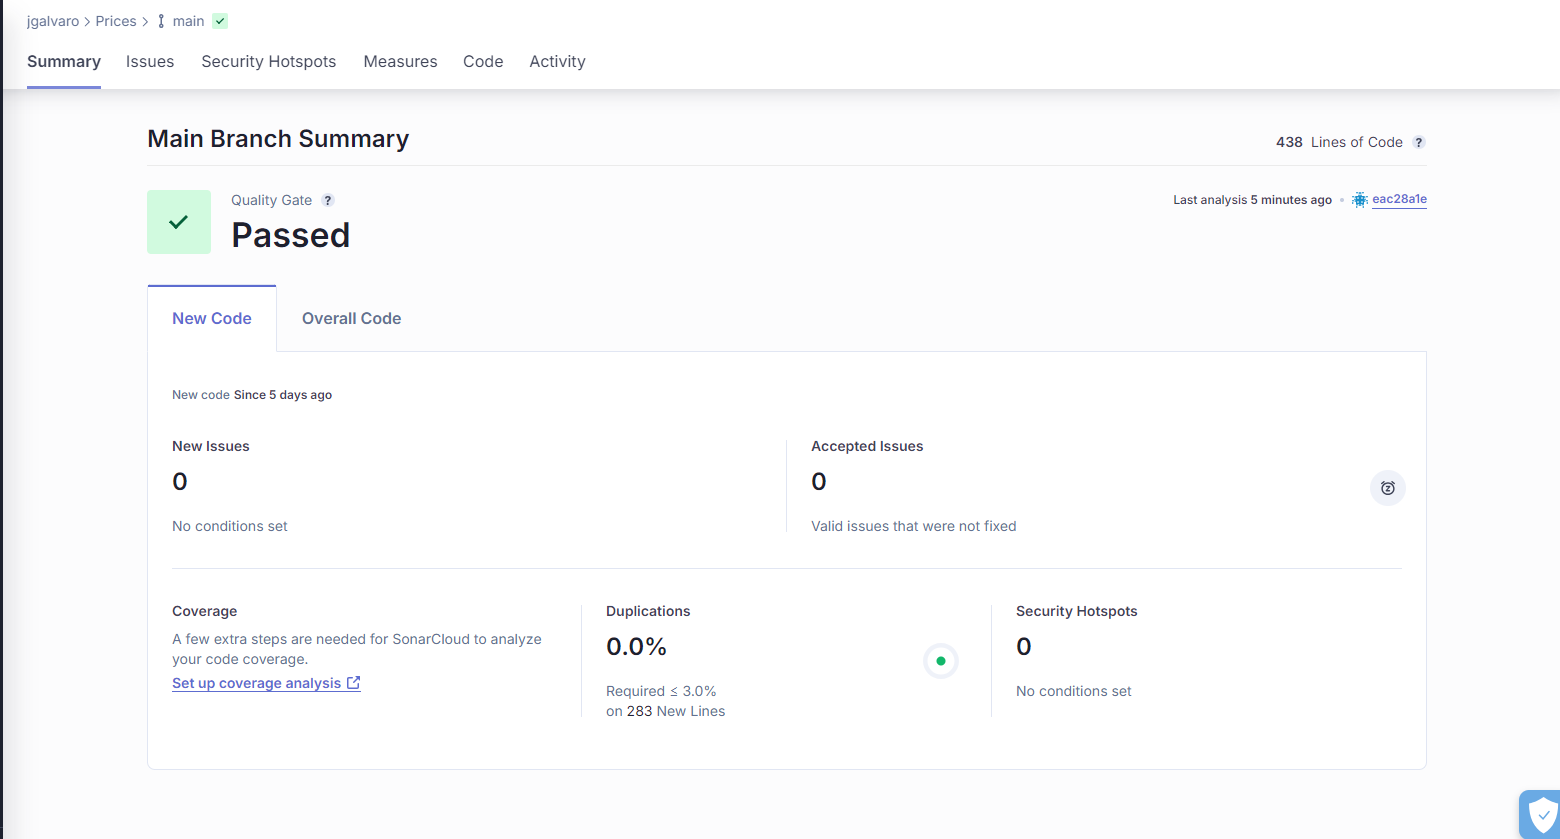 jgalvaro > Prices > main
Summary Issues Security Hotspots Measures Code Activity
Main Branch Summary
438 Lines of Code ?
Quality Gate ?
Passed
Last analysis 5 minutes ago • eac28a1e
New Code Overall Code
New code Since 5 days ago
New Issues
0
No conditions set
Accepted Issues
0
Valid issues that were not fixed
Coverage
A few extra steps are needed for SonarCloud to analyze
your code coverage.
Set up coverage analysis
Duplications
0.0%
Required ≤ 3.0%
on 283 New Lines
Security Hotspots
0
No conditions set